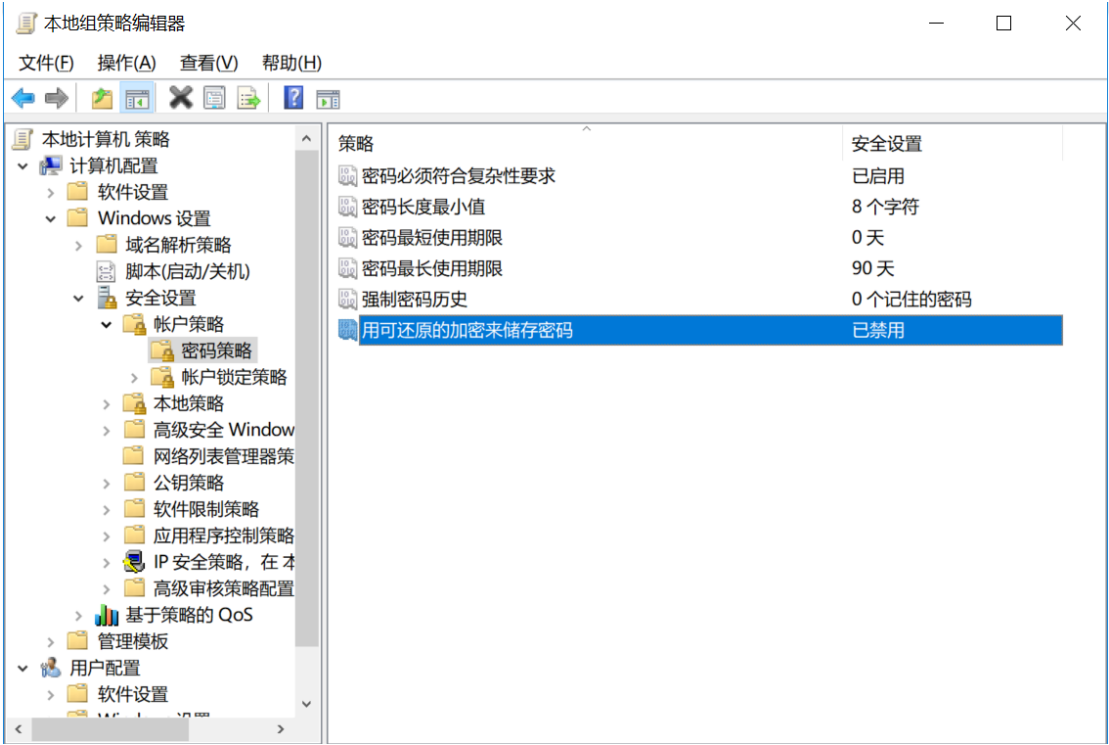 本地组策略编辑器
文件(F) 操作(A) 查看(V) 帮助(H)
本地计算机 策略
计算机配置
软件设置
Windows 设置
域名解析策略
脚本(启动/关机)
安全设置
帐户策略
密码策略
帐户锁定策略
本地策略
高级安全 Window
网络列表管理器策
公钥策略
软件限制策略
应用程序控制策略
IP 安全策略，在 本
高级审核策略配置
基于策略的 QoS
管理模板
用户配置
软件设置
策略 安全设置
密码必须符合复杂性要求 已启用
密码长度最小值 8 个字符
密码最短使用期限 0 天
密码最长使用期限 90 天
强制密码历史 0 个记住的密码
用可还原的加密来储存密码 已禁用